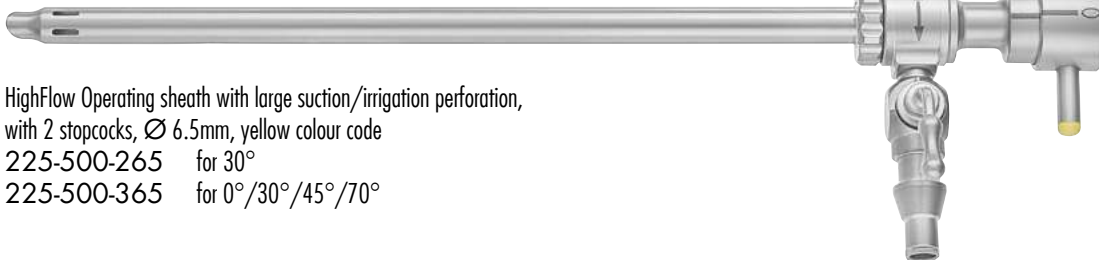 HighFlow Operating sheath with large suction/irrigation perforation,
with 2 stopcocks, Ø 6.5mm, yellow colour code
225-500-265 for 30°
225-500-365 for 0°/30°/45°/70°